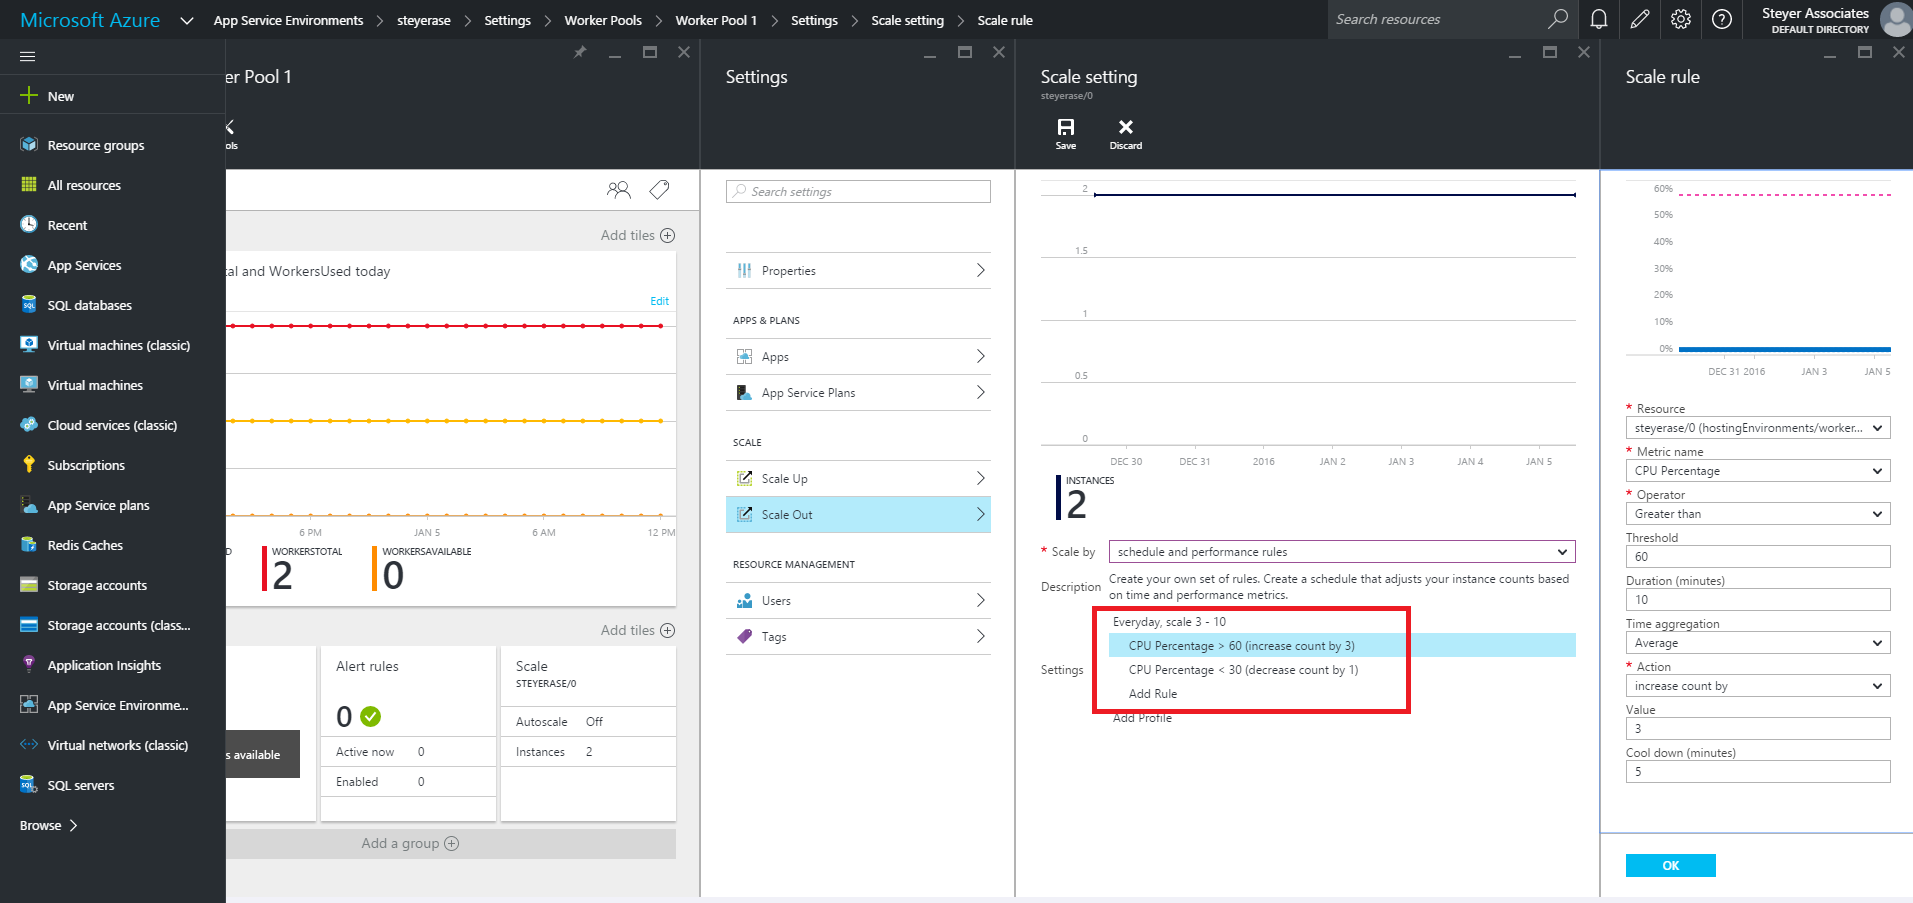 Microsoft Azure
App Service Environments > steyerase > Settings > Worker Pools > Worker Pool 1 > Settings > Scale setting > Scale rule
Search resources
Steyer Associates
DEFAULT DIRECTORY
New
Resource groups
All resources
Recent
App Services
SQL databases
Virtual machines (classic)
Virtual machines
Cloud services (classic)
Subscriptions
App Service plans
Redis Caches
Storage accounts
Storage accounts (class...
Application Insights
App Service Environme...
Virtual networks (classic)
SQL servers
Browse
er Pool 1
ols
Add tiles
tal and WorkersUsed today
Edit
6 PM
JAN 5
6 AM
12 PM
D
WORKERSTOTAL
2
WORKERSAVAILABLE
0
Add tiles
s available
Alert rules
0
Active now 0
Enabled 0
Scale
STEYERASE/0
Autoscale Off
Instances 2
Add a group
Settings
Search settings
Properties
APPS & PLANS
Apps
App Service Plans
SCALE
Scale Up
Scale Out
RESOURCE MANAGEMENT
Users
Tags
Scale setting
steyerase/0
Save
Discard
2
1.5
1
0.5
0
DEC 30
DEC 31
2016
JAN 2
JAN 3
JAN 4
JAN 5
INSTANCES
2
* Scale by
schedule and performance rules
Description
Create your own set of rules. Create a schedule that adjusts your instance counts based
on time and performance metrics.
Settings
Everyday, scale 3 - 10
CPU Percentage > 60 (increase count by 3)
CPU Percentage < 30 (decrease count by 1)
Add Rule
Add Profile
Scale rule
60%
50%
40%
30%
20%
10%
0%
DEC 31 2016
JAN 3
JAN 5
* Resource
steyerase/0 (hostingEnvironments/worker...
* Metric name
CPU Percentage
* Operator
Greater than
Threshold
60
Duration (minutes)
10
Time aggregation
Average
* Action
increase count by
Value
3
Cool down (minutes)
5
OK